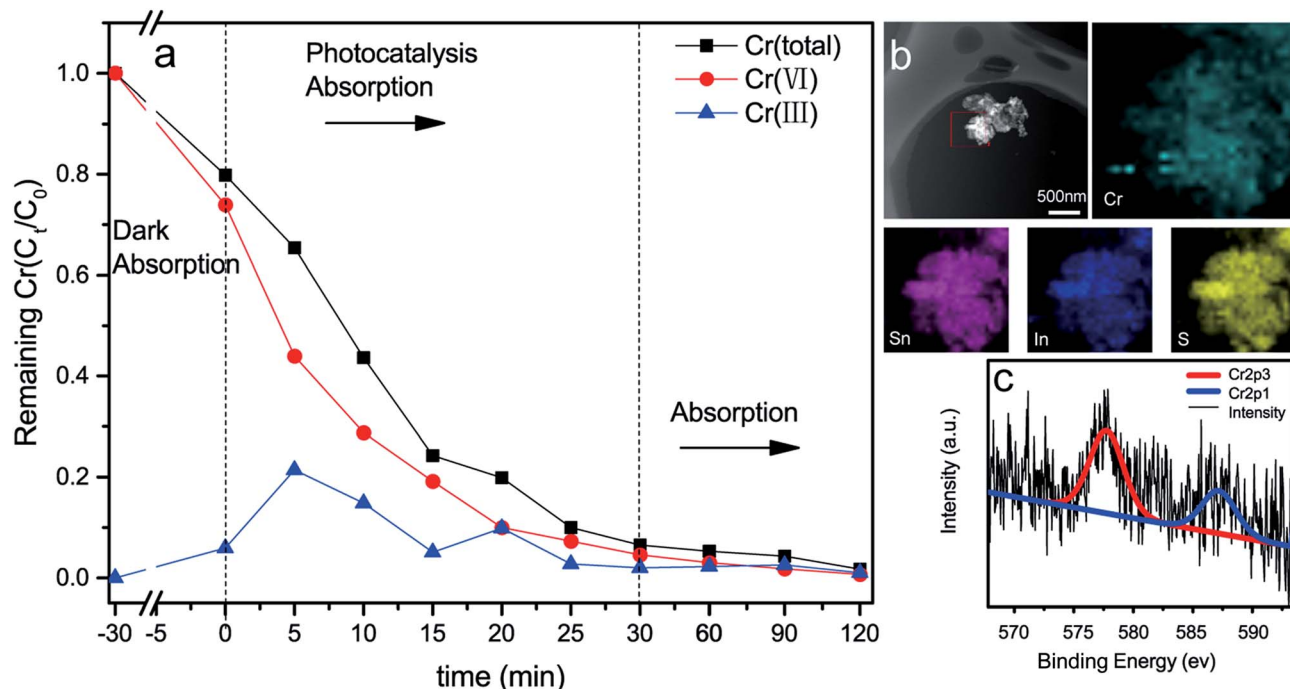 a
Photocatalysis
Absorption
Cr(total)
Cr(Ⅵ)
Cr(Ⅲ)
Dark
Absorption
Absorption
Remaining Cr(Ct/C0)
1.0
0.8
0.6
0.4
0.2
0.0
-30 -5 0 5 10 15 20 25 30 60 90 120
time (min)
b
500nm
Cr
Sn
In
S
c
Cr2p3
Cr2p1
Intensity
Intensity (a.u.)
570 575 580 585 590
Binding Energy (ev)